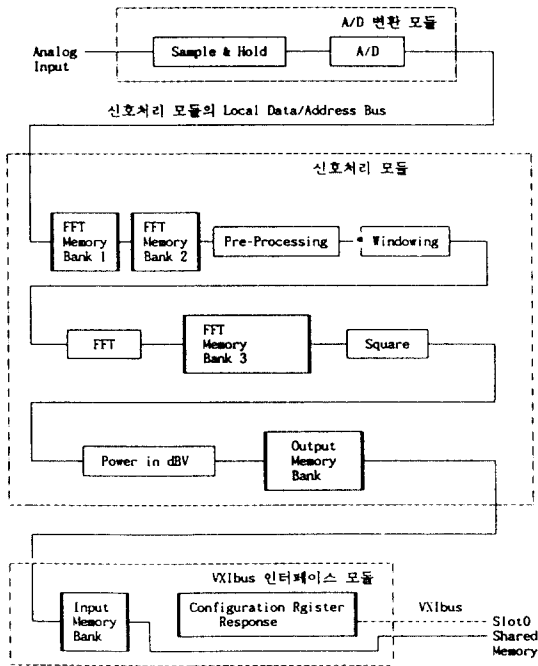 A/D 변환 모듈
Analog
Input
Sample & Hold
A/D
신호처리 모듈의 Local Data/Address Bus
신호처리 모듈
FFT
Memory
Bank 1
FFT
Memory
Bank 2
Pre-Processing
Windowing
FFT
FFT
Memory
Bank 3
Square
Power in dBV
Output
Memory
Bank
VXIbus 인터페이스 모듈
Input
Memory
Bank
Configuration Rgister
Response
VXIbus
Slot0
Shared
Memory